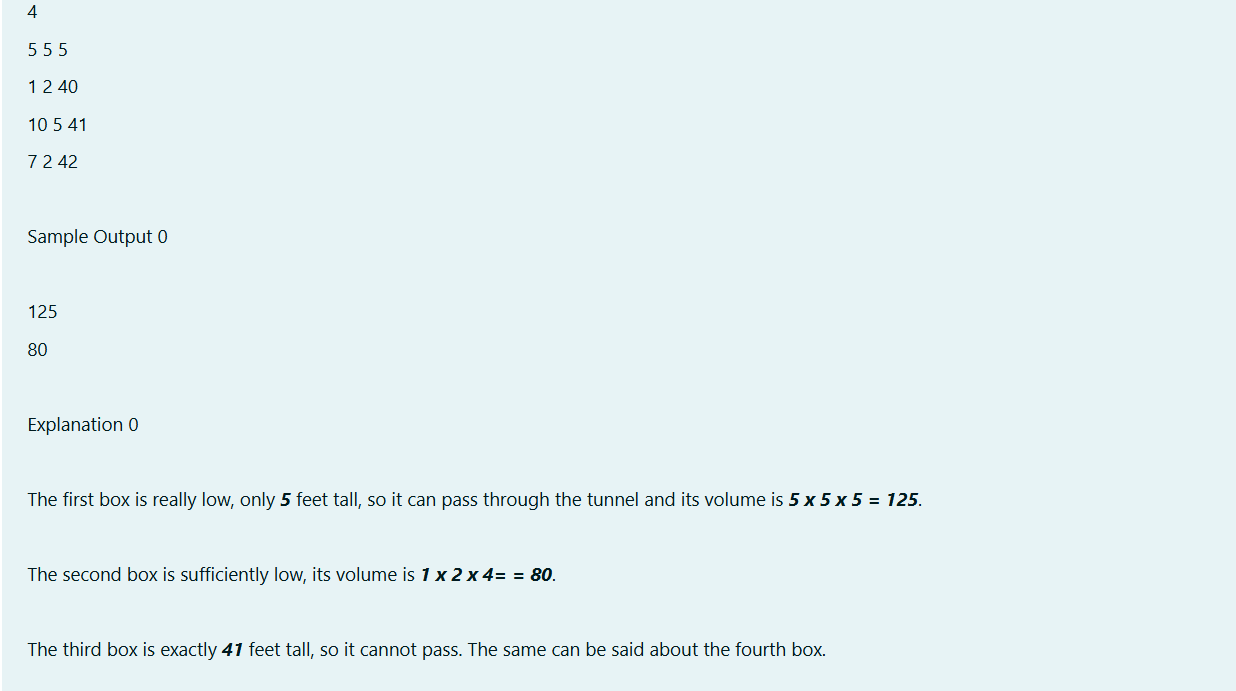 4
5 5 5
1 2 40
10 5 41
7 2 42
Sample Output 0
125
80
Explanation 0
The first box is really low, only 5 feet tall, so it can pass through the tunnel and its volume is 5 x 5 x 5 = 125.
The second box is sufficiently low, its volume is 1 x 2 x 4= = 80.
The third box is exactly 41 feet tall, so it cannot pass. The same can be said about the fourth box.